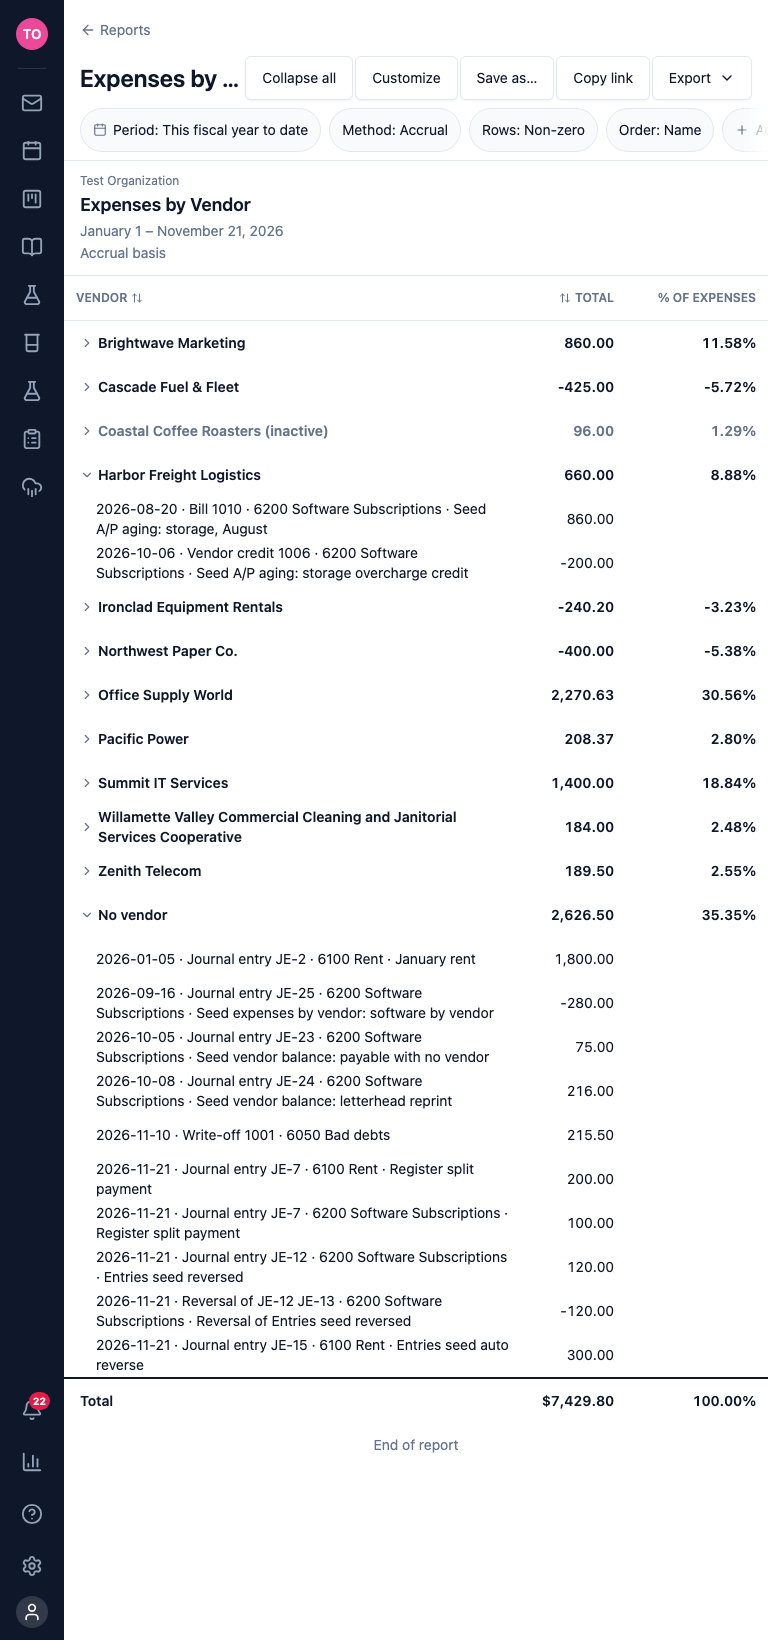 TO
Reports
Expenses by ...
Collapse all
Customize
Save as...
Copy link
Export
Period: This fiscal year to date
Method: Accrual
Rows: Non-zero
Order: Name
Test Organization
Expenses by Vendor
January 1 – November 21, 2026
Accrual basis
VENDOR TOTAL % OF EXPENSES
Brightwave Marketing 860.00 11.58%
Cascade Fuel & Fleet -425.00 -5.72%
Coastal Coffee Roasters (inactive) 96.00 1.29%
Harbor Freight Logistics 660.00 8.88%
2026-08-20 · Bill 1010 · 6200 Software Subscriptions · Seed
A/P aging: storage, August 860.00
2026-10-06 · Vendor credit 1006 · 6200 Software
Subscriptions · Seed A/P aging: storage overcharge credit -200.00
Ironclad Equipment Rentals -240.20 -3.23%
Northwest Paper Co. -400.00 -5.38%
Office Supply World 2,270.63 30.56%
Pacific Power 208.37 2.80%
Summit IT Services 1,400.00 18.84%
Willamette Valley Commercial Cleaning and Janitorial
Services Cooperative 184.00 2.48%
Zenith Telecom 189.50 2.55%
No vendor 2,626.50 35.35%
2026-01-05 · Journal entry JE-2 · 6100 Rent · January rent 1,800.00
2026-09-16 · Journal entry JE-25 · 6200 Software
Subscriptions · Seed expenses by vendor: software by vendor -280.00
2026-10-05 · Journal entry JE-23 · 6200 Software
Subscriptions · Seed vendor balance: payable with no vendor 75.00
2026-10-08 · Journal entry JE-24 · 6200 Software
Subscriptions · Seed vendor balance: letterhead reprint 216.00
2026-11-10 · Write-off 1001 · 6050 Bad debts 215.50
2026-11-21 · Journal entry JE-7 · 6100 Rent · Register split
payment 200.00
2026-11-21 · Journal entry JE-7 · 6200 Software Subscriptions ·
Register split payment 100.00
2026-11-21 · Journal entry JE-12 · 6200 Software Subscriptions
· Entries seed reversed 120.00
2026-11-21 · Reversal of JE-12 JE-13 · 6200 Software
Subscriptions · Reversal of Entries seed reversed -120.00
2026-11-21 · Journal entry JE-15 · 6100 Rent · Entries seed auto
reverse 300.00
22
Total $7,429.80 100.00%
End of report